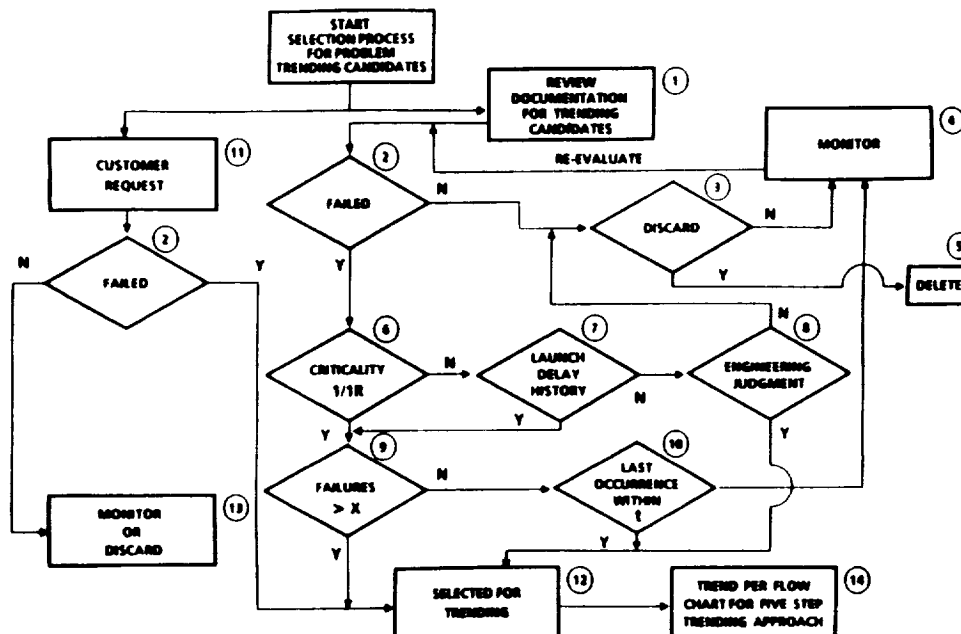 START
SELECTION PROCESS
FOR PROBLEM
TRENDING CANDIDATES
1
REVIEW
DOCUMENTATION
FOR TRENDING
CANDIDATES
4
MONITOR
RE-EVALUATE
11
CUSTOMER
REQUEST
2
FAILED
N
Y
3
DISCARD
N
Y
5
DELETE
2
FAILED
N
Y
6
CRITICALITY
1/1R
N
Y
7
LAUNCH
DELAY
HISTORY
N
Y
8
ENGINEERING
JUDGMENT
N
Y
9
FAILURES
> X
N
Y
10
LAST
OCCURRENCE
WITHIN
t
Y
13
MONITOR
OR
DISCARD
12
SELECTED FOR
TRENDING
14
TREND PER FLOW
CHART FOR FIVE STEP
TRENDING APPROACH